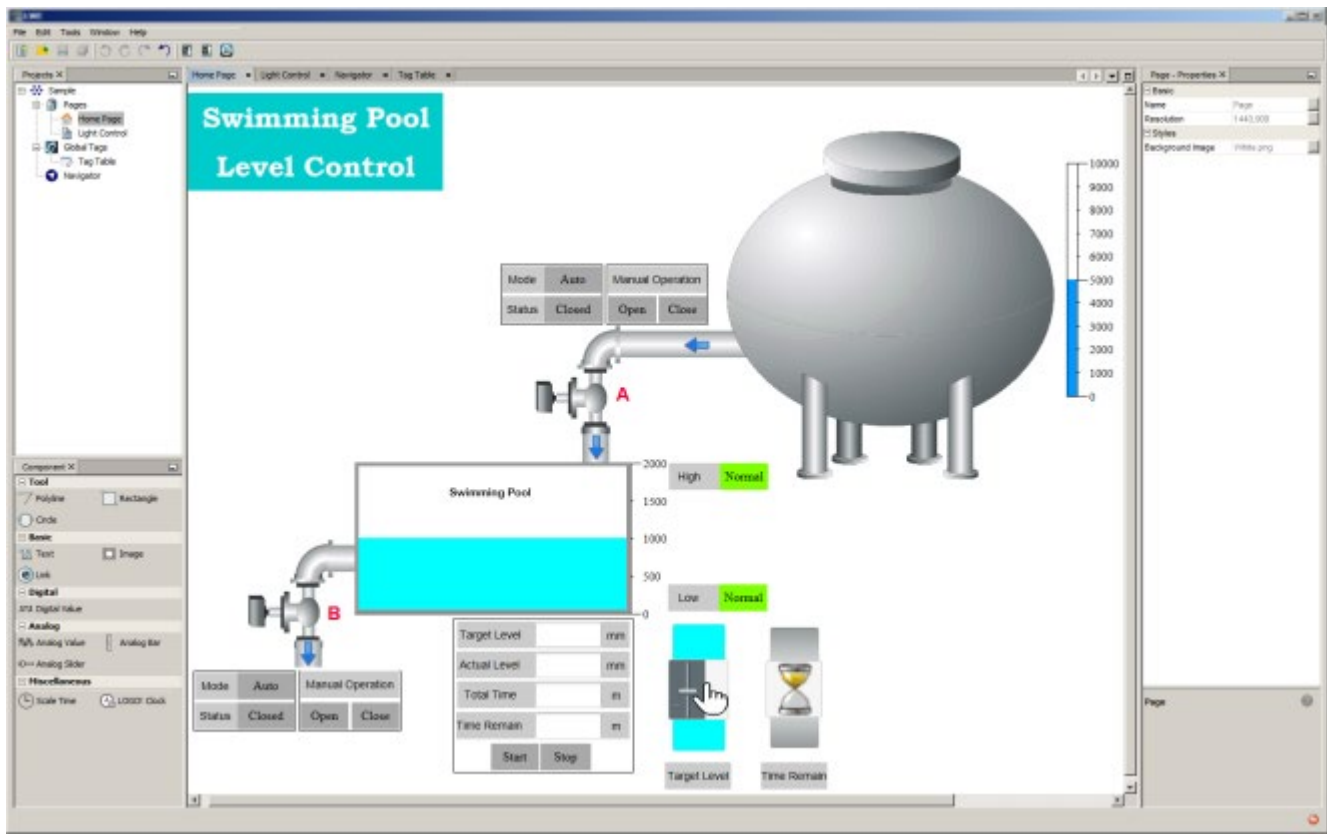 File Edit Tools Window Help
Projects
Sample
Pages
Home Page
Light Control
Global Tags
Tag Table
Navigator
Home Page Light Control Navigator Tag Table
Swimming Pool
Level Control
Mode Auto Manual Operation
Status Closed Open Close
A
10000
9000
8000
7000
6000
5000
4000
3000
2000
1000
0
Swimming Pool
2000
1500
1000
500
0
High Normal
Low Normal
B
Mode Auto Manual Operation
Status Closed Open Close
Target Level mm
Actual Level mm
Total Time m
Time Remain m
Start Stop
Target Level Time Remain
Component
Tool
Polyline Rectangle
Circle
Basic
Text Image
Link
Digital
Digital Value
Analog
Analog Value Analog Bar
Analog Slider
Miscellaneous
Scale Time LOGO! Clock
Page - Properties
Basic
Name Page
Resolution
Styles
Background Image White.png
Page